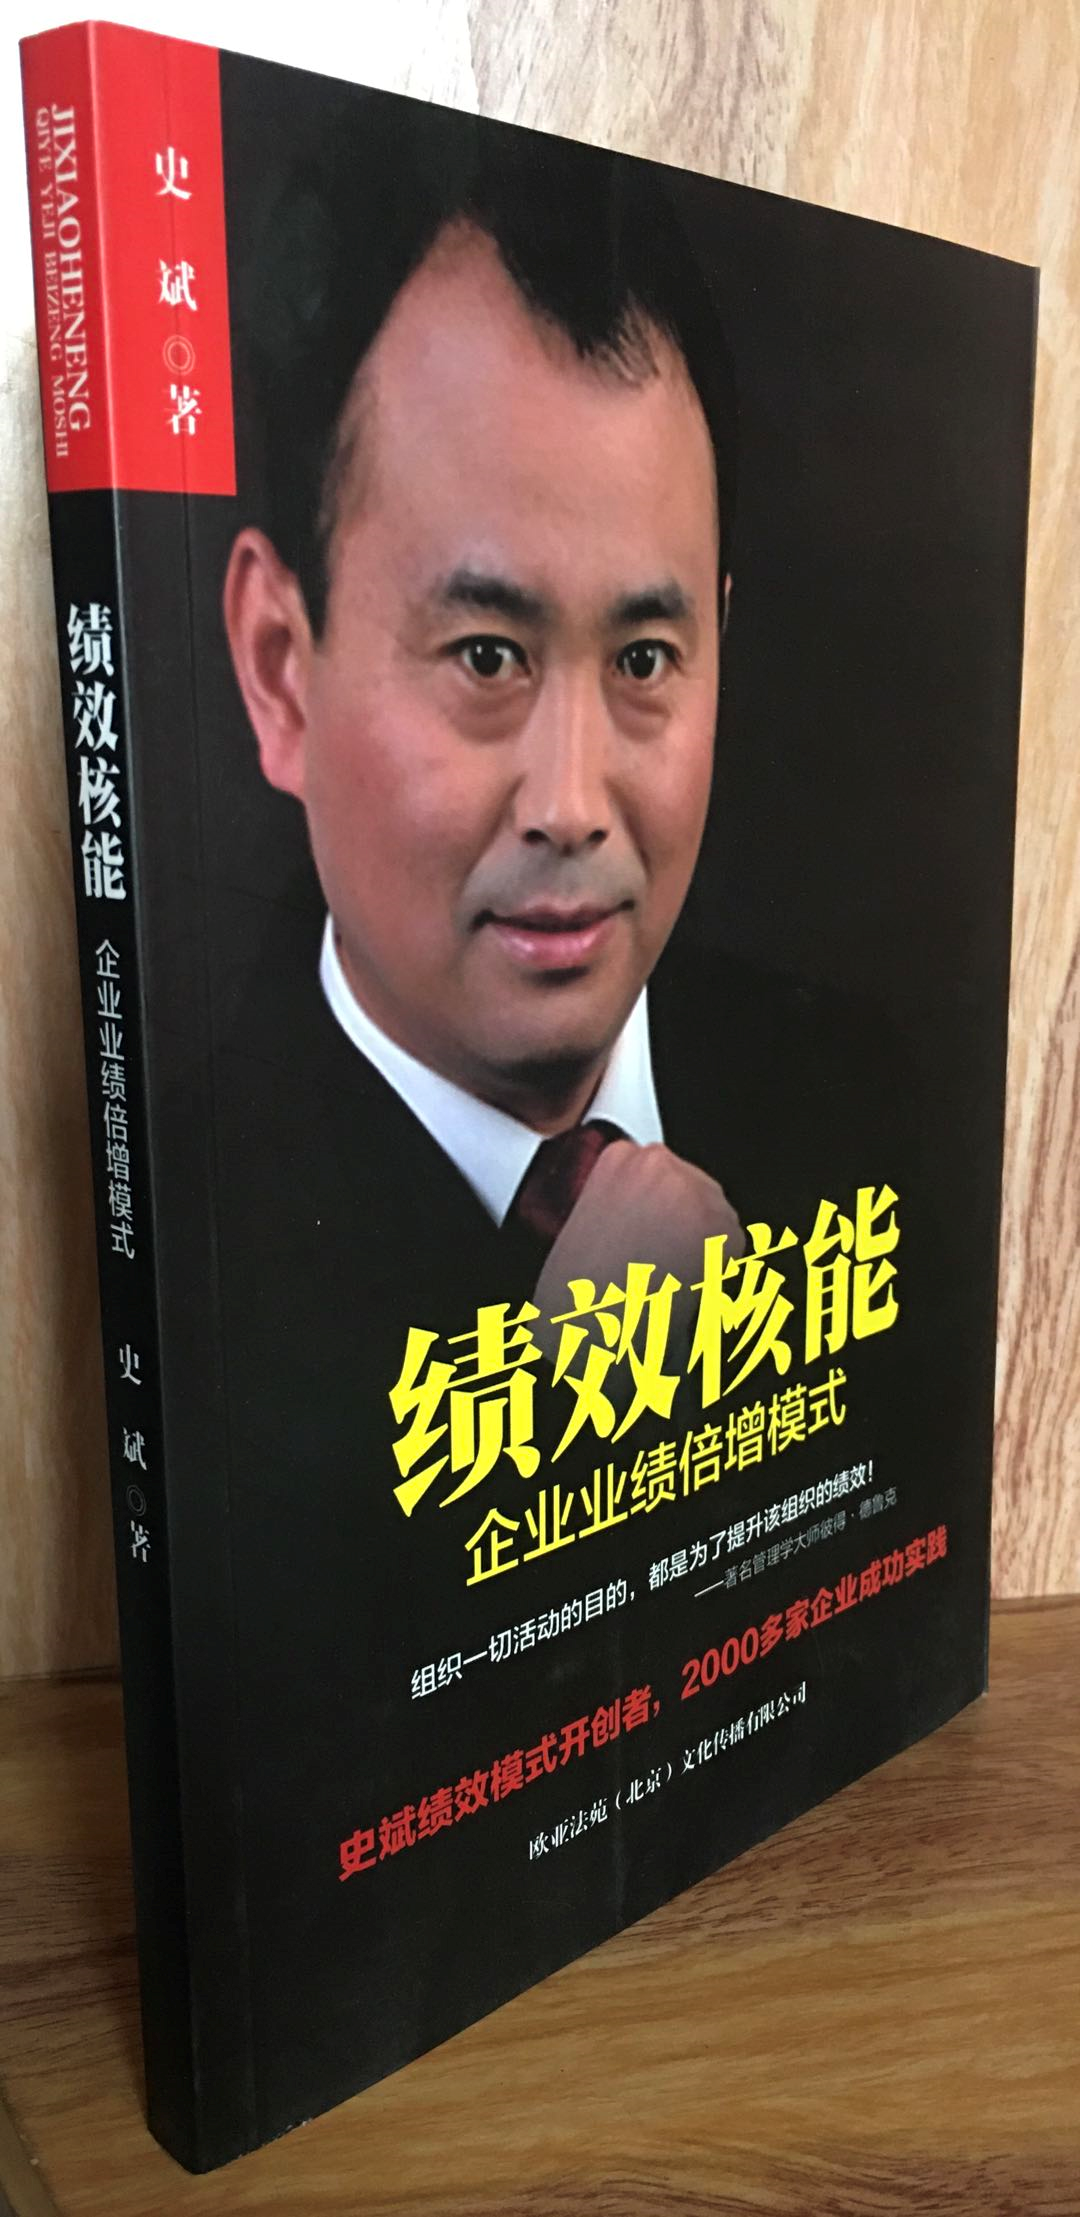 JIXIAOHENENG
QIYE YEJI BEIZENG MOSHI
绩效核能
企业业绩倍增模式
史斌◎著
史斌◎著
绩效核能
企业业绩倍增模式
组织一切活动的目的，都是为了提升该组织的绩效！
——著名管理学大师彼得·德鲁克
史斌绩效模式开创者，2000多家企业成功实践
欧亚法苑（北京）文化传播有限公司